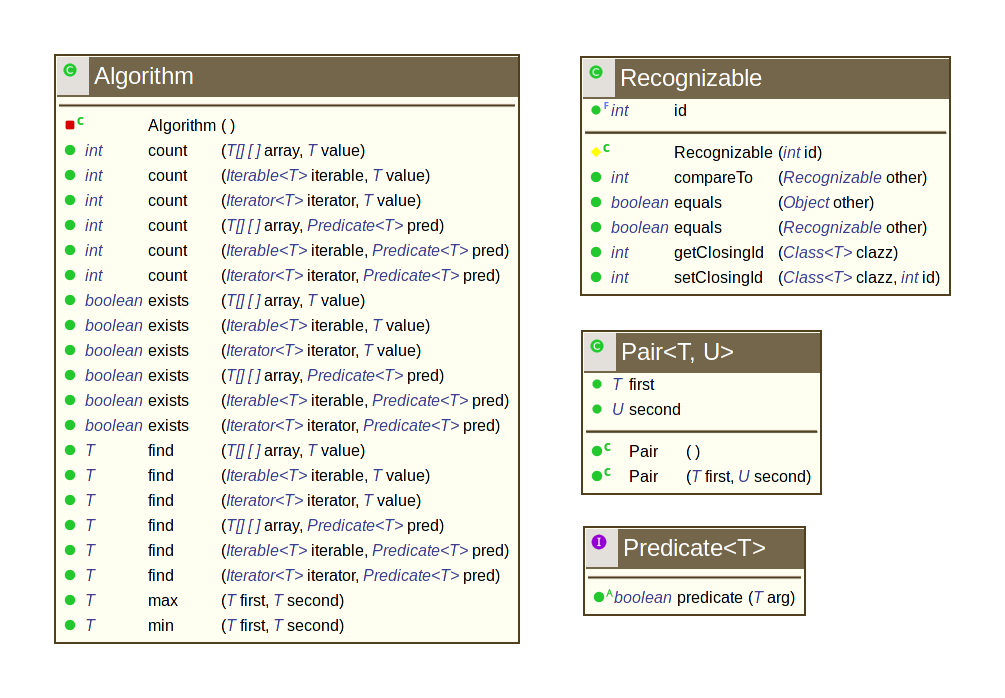 C Algorithm
C Algorithm ( )
int count (T[] [ ] array, T value)
int count (Iterable<T> iterable, T value)
int count (Iterator<T> iterator, T value)
int count (T[] [ ] array, Predicate<T> pred)
int count (Iterable<T> iterable, Predicate<T> pred)
int count (Iterator<T> iterator, Predicate<T> pred)
boolean exists (T[] [ ] array, T value)
boolean exists (Iterable<T> iterable, T value)
boolean exists (Iterator<T> iterator, T value)
boolean exists (T[] [ ] array, Predicate<T> pred)
boolean exists (Iterable<T> iterable, Predicate<T> pred)
boolean exists (Iterator<T> iterator, Predicate<T> pred)
T find (T[] [ ] array, T value)
T find (Iterable<T> iterable, T value)
T find (Iterator<T> iterator, T value)
T find (T[] [ ] array, Predicate<T> pred)
T find (Iterable<T> iterable, Predicate<T> pred)
T find (Iterator<T> iterator, Predicate<T> pred)
T max (T first, T second)
T min (T first, T second)
C Recognizable
F int id
C Recognizable (int id)
int compareTo (Recognizable other)
boolean equals (Object other)
boolean equals (Recognizable other)
int getClosingId (Class<T> clazz)
int setClosingId (Class<T> clazz, int id)
C Pair<T, U>
T first
U second
C Pair ( )
C Pair (T first, U second)
I Predicate<T>
A boolean predicate (T arg)